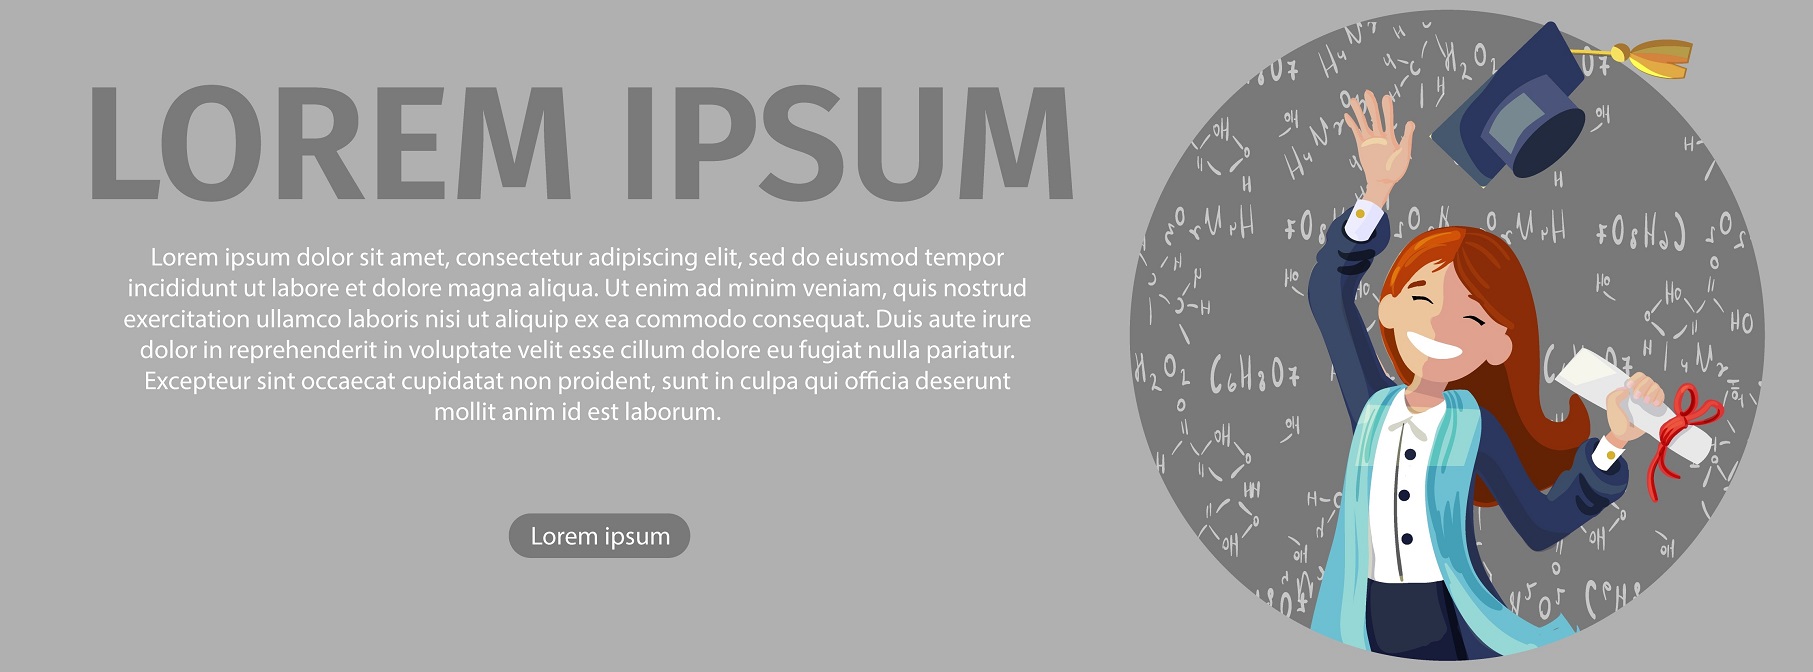 LOREM IPSUM
Lorem ipsum dolor sit amet, consectetur adipiscing elit, sed do eiusmod tempor
incididunt ut labore et dolore magna aliqua. Ut enim ad minim veniam, quis nostrud
exercitation ullamco laboris nisi ut aliquip ex ea commodo consequat. Duis aute irure
dolor in reprehenderit in voluptate velit esse cillum dolore eu fugiat nulla pariatur.
Excepteur sint occaecat cupidatat non proident, sunt in culpa qui officia deserunt
mollit anim id est laborum.
Lorem ipsum
H2O2
C6H8O7